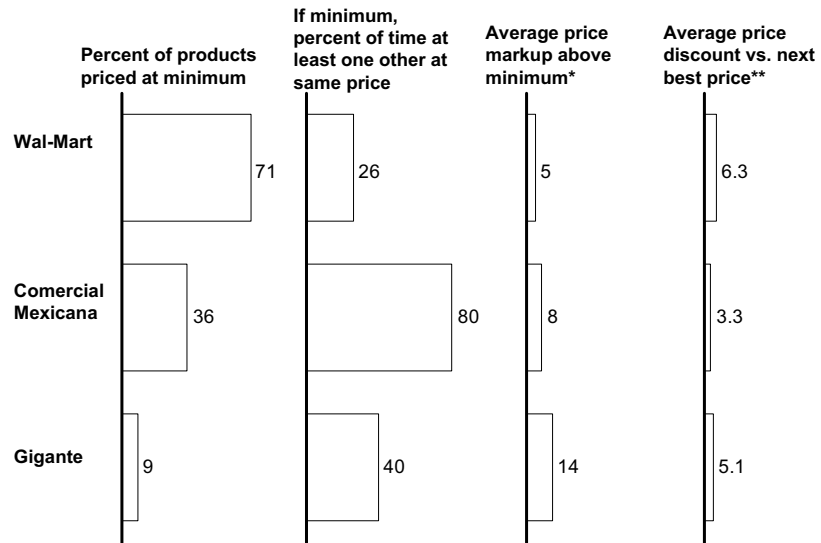 Percent of products
priced at minimum
If minimum,
percent of time at
least one other at
same price
Average price
markup above
minimum*
Average price
discount vs. next
best price**
Wal-Mart
71
26
5
6.3
Comercial
Mexicana
36
80
8
3.3
Gigante
9
40
14
5.1